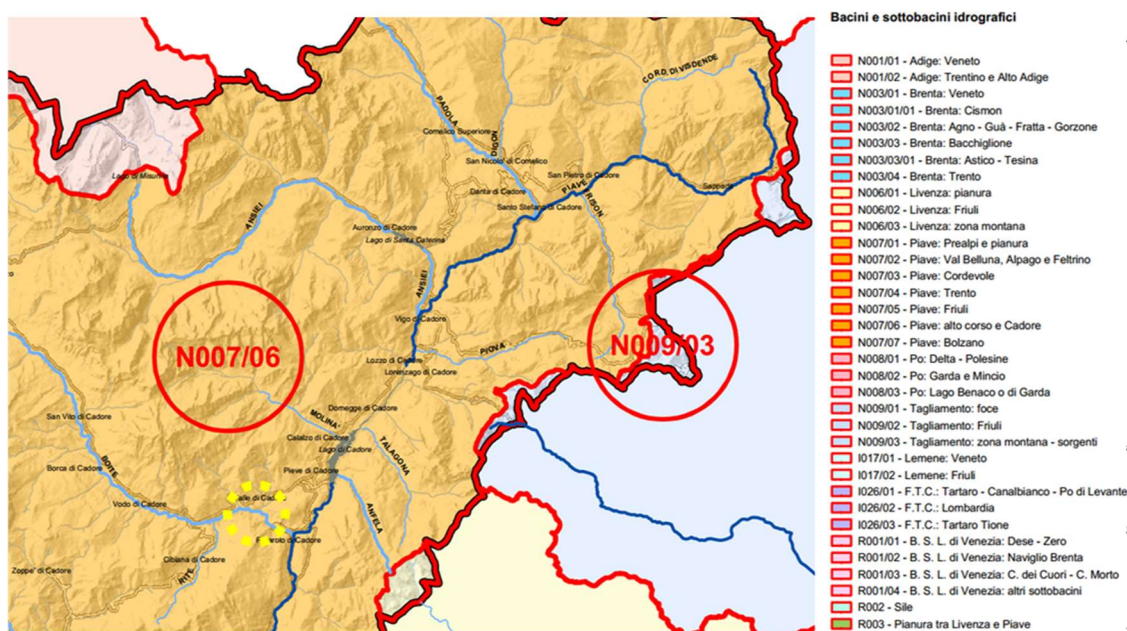 Bacini e sottobacini idrografici
N001/01 - Adige: Veneto
N001/02 - Adige: Trentino e Alto Adige
N003/01 - Brenta: Veneto
N003/01/01 - Brenta: Cismon
N003/02 - Brenta: Agno - Guà - Fratta - Gorzone
N003/03 - Brenta: Bacchiglione
N003/03/01 - Brenta: Astico - Tesina
N003/04 - Brenta: Trento
N006/01 - Livenza: pianura
N006/02 - Livenza: Friuli
N006/03 - Livenza: zona montana
N007/01 - Piave: Prealpi e pianura
N007/02 - Piave: Val Belluna, Alpago e Feltrino
N007/03 - Piave: Cordevole
N007/04 - Piave: Trento
N007/05 - Piave: Friuli
N007/06 - Piave: alto corso e Cadore
N007/07 - Piave: Bolzano
N008/01 - Po: Delta - Polesine
N008/02 - Po: Garda e Mincio
N008/03 - Po: Lago Benaco o di Garda
N009/01 - Tagliamento: foce
N009/02 - Tagliamento: Friuli
N009/03 - Tagliamento: zona montana - sorgenti
I017/01 - Lemene: Veneto
I017/02 - Lemene: Friuli
I026/01 - F.T.C.: Tartaro - Canalbianco - Po di Levante
I026/02 - F.T.C.: Lombardia
I026/03 - F.T.C.: Tartaro Tione
R001/01 - B. S. L. di Venezia: Dese - Zero
R001/02 - B. S. L. di Venezia: Naviglio Brenta
R001/03 - B. S. L. di Venezia: C. dei Cuori - C. Morto
R001/04 - B. S. L. di Venezia: altri sottobacini
R002 - Sile
R003 - Pianura tra Livenza e Piave
CORD. DI VISDENDE
PADOLA
Comelico Superiore
DIGON
San Nicolo' di Comelico
Lago di Misurina
San Pietro di Cadore
Danta di Cadore
PIAVE
FRISON
Sappada
Santo Stefano di Cadore
ANSIEI
Auronzo di Cadore
Lago di Santa Caterina
ANSIEI
Vigo di Cadore
N007/06
N009/03
PIOVA
Lozzo di Cadore
Lorenzago di Cadore
Domegge di Cadore
San Vito di Cadore
MOLINA'
Calalzo di Cadore
Lago di Cadore
TALAGONA
BOITE
Borca di Cadore
Pieve di Cadore
ANFELA
Valle di Cadore
Vodo di Cadore
Cibiana di Cadore
Zoppe' di Cadore
RITE